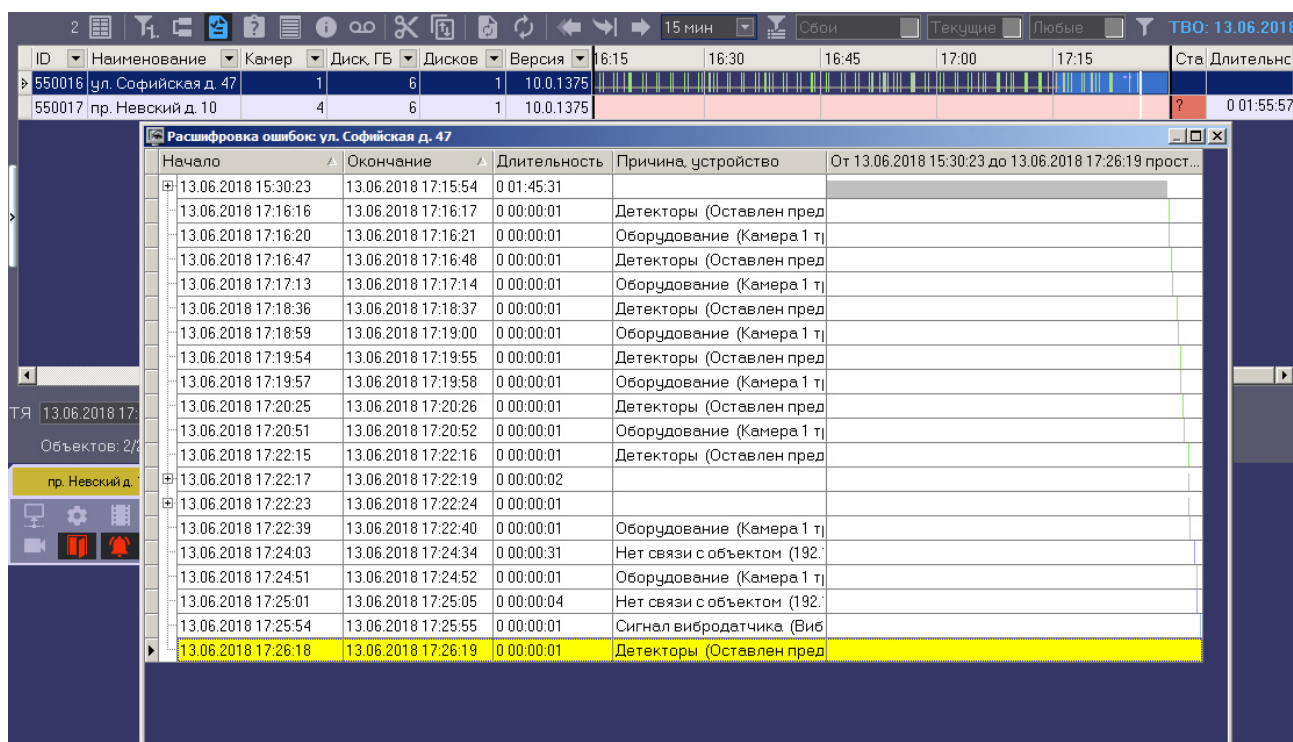 2 15 мин Сбои Текущие Любые ТВО: 13.06.2018
ID Наименование Камер Диск, ГБ Дисков Версия 16:15 16:30 16:45 17:00 17:15 Ста Длительнс
550016 ул. Софийская д. 47 1 6 1 10.0.1375
550017 пр. Невский д. 10 4 6 1 10.0.1375 ? 0 01:55:57
Расшифровка ошибок: ул. Софийская д. 47
Начало Окончание Длительность Причина, устройство От 13.06.2018 15:30:23 до 13.06.2018 17:26:19 прост...
13.06.2018 15:30:23 13.06.2018 17:15:54 0 01:45:31
13.06.2018 17:16:16 13.06.2018 17:16:17 0 00:00:01 Детекторы (Оставлен пред
13.06.2018 17:16:20 13.06.2018 17:16:21 0 00:00:01 Оборудование (Камера 1 тр
13.06.2018 17:16:47 13.06.2018 17:16:48 0 00:00:01 Детекторы (Оставлен пред
13.06.2018 17:17:13 13.06.2018 17:17:14 0 00:00:01 Оборудование (Камера 1 тр
13.06.2018 17:18:36 13.06.2018 17:18:37 0 00:00:01 Детекторы (Оставлен пред
13.06.2018 17:18:59 13.06.2018 17:19:00 0 00:00:01 Оборудование (Камера 1 тр
13.06.2018 17:19:54 13.06.2018 17:19:55 0 00:00:01 Детекторы (Оставлен пред
13.06.2018 17:19:57 13.06.2018 17:19:58 0 00:00:01 Оборудование (Камера 1 тр
13.06.2018 17:20:25 13.06.2018 17:20:26 0 00:00:01 Детекторы (Оставлен пред
13.06.2018 17:20:51 13.06.2018 17:20:52 0 00:00:01 Оборудование (Камера 1 тр
13.06.2018 17:22:15 13.06.2018 17:22:16 0 00:00:01 Детекторы (Оставлен пред
13.06.2018 17:22:17 13.06.2018 17:22:19 0 00:00:02
13.06.2018 17:22:23 13.06.2018 17:22:24 0 00:00:01
13.06.2018 17:22:39 13.06.2018 17:22:40 0 00:00:01 Оборудование (Камера 1 тр
13.06.2018 17:24:03 13.06.2018 17:24:34 0 00:00:31 Нет связи с объектом (192.
13.06.2018 17:24:51 13.06.2018 17:24:52 0 00:00:01 Оборудование (Камера 1 тр
13.06.2018 17:25:01 13.06.2018 17:25:05 0 00:00:04 Нет связи с объектом (192.
13.06.2018 17:25:54 13.06.2018 17:25:55 0 00:00:01 Сигнал вибродатчика (Виб
13.06.2018 17:26:18 13.06.2018 17:26:19 0 00:00:01 Детекторы (Оставлен пред
ТЯ 13.06.2018 17:
Объектов: 2/2
пр. Невский д.